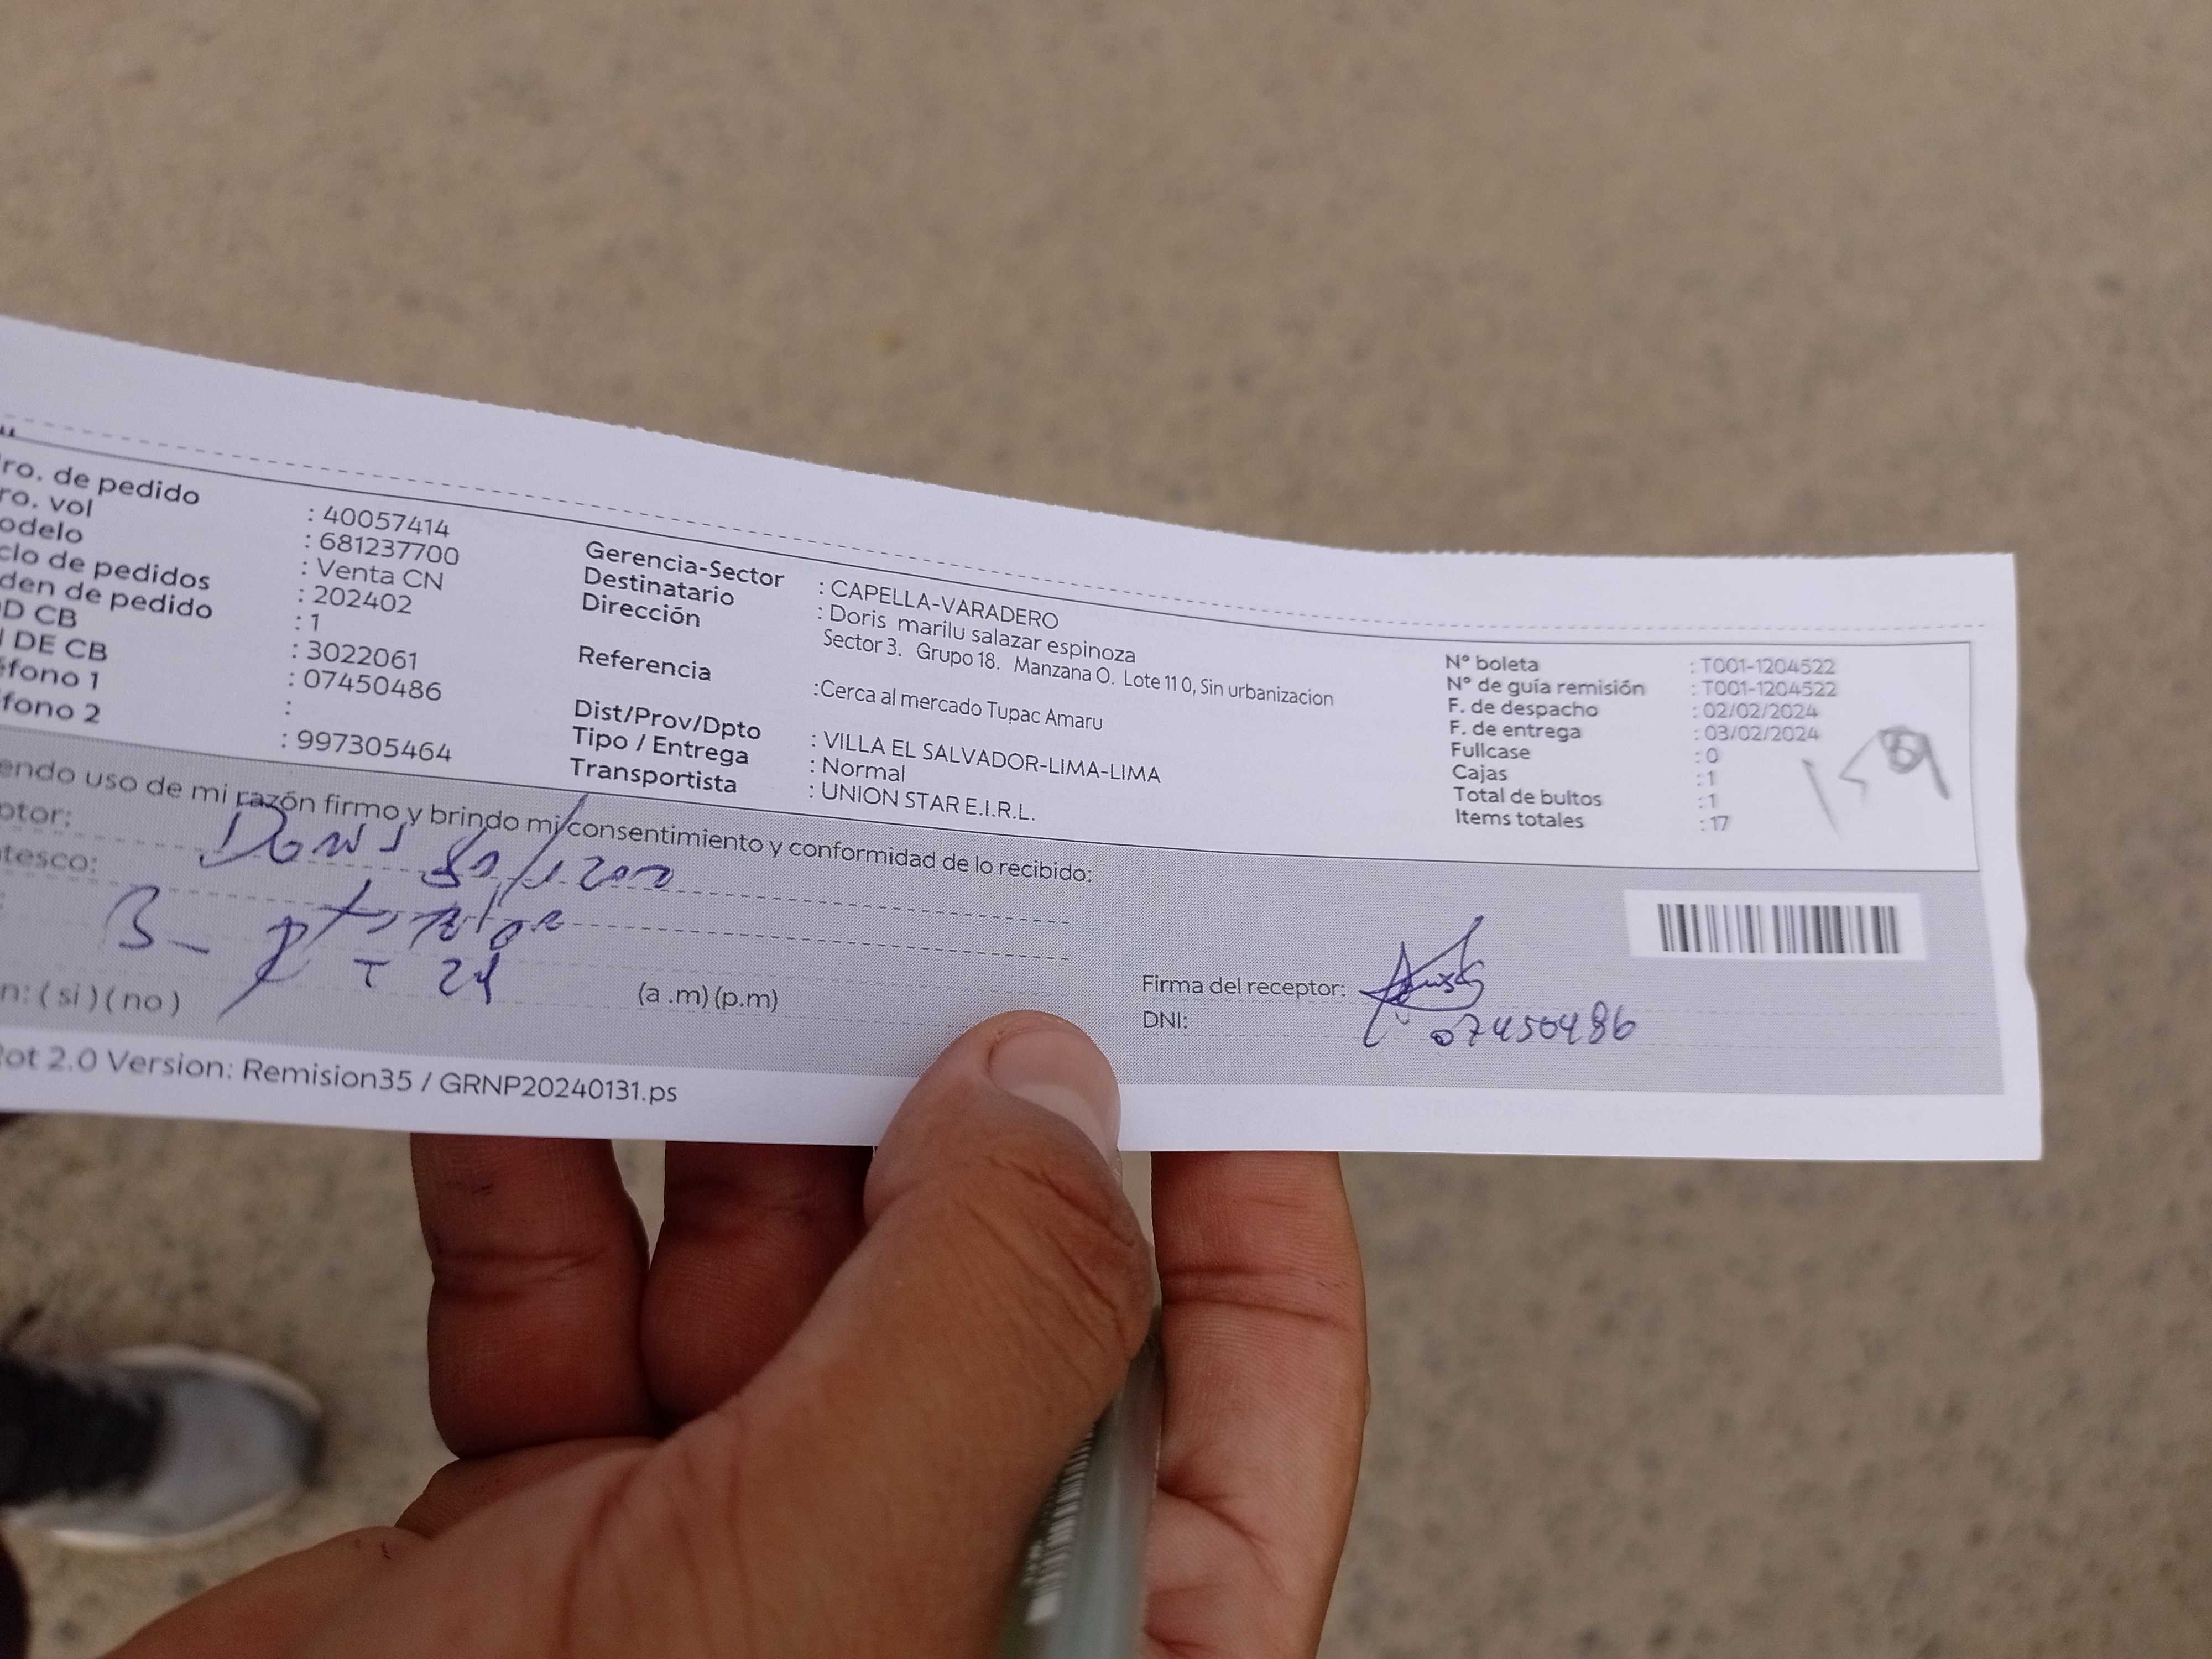 ro. de pedido : 40057414
ro. vol : 681237700
odelo : Venta CN
clo de pedidos : 202402
den de pedido : 1
D CB : 3022061
DE CB : 07450486
éfono 1 :
fono 2 : 997305464
Gerencia-Sector : CAPELLA-VARADERO
Destinatario : Doris marilu salazar espinoza
Dirección Sector 3. Grupo 18. Manzana O. Lote 11 0, Sin urbanizacion
Referencia :Cerca al mercado Tupac Amaru
Dist/Prov/Dpto : VILLA EL SALVADOR-LIMA-LIMA
Tipo / Entrega : Normal
Transportista : UNION STAR E.I.R.L.
N° boleta : T001-1204522
N° de guía remisión : T001-1204522
F. de despacho : 02/02/2024
F. de entrega : 03/02/2024
Fullcase : 0
Cajas : 1
Total de bultos : 1
Items totales : 17
endo uso de mi razón firmo y brindo mi consentimiento y conformidad de lo recibido:
ptor: Doris
tesco:
n: ( si ) ( no ) (a .m) (p.m)
Firma del receptor:
DNI: 07450486
ot 2.0 Version: Remision35 / GRNP20240131.ps